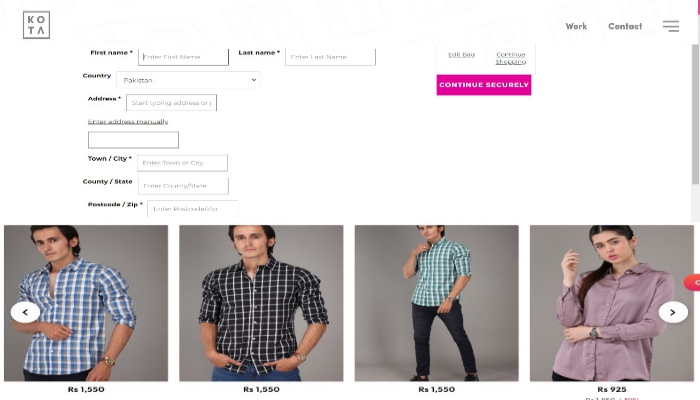 KO
TA
Work Contact
First name * Enter First Name Last name * Enter Last Name
Edit Bag Continue Shopping
Country Pakistan
CONTINUE SECURELY
Address * Start typing address or p
Enter address manually
Town / City * Enter Town or City
County / State Enter County/State
Postcode / Zip * Enter Postcode/Zip
Rs 1,550 Rs 1,550 Rs 1,550 Rs 925